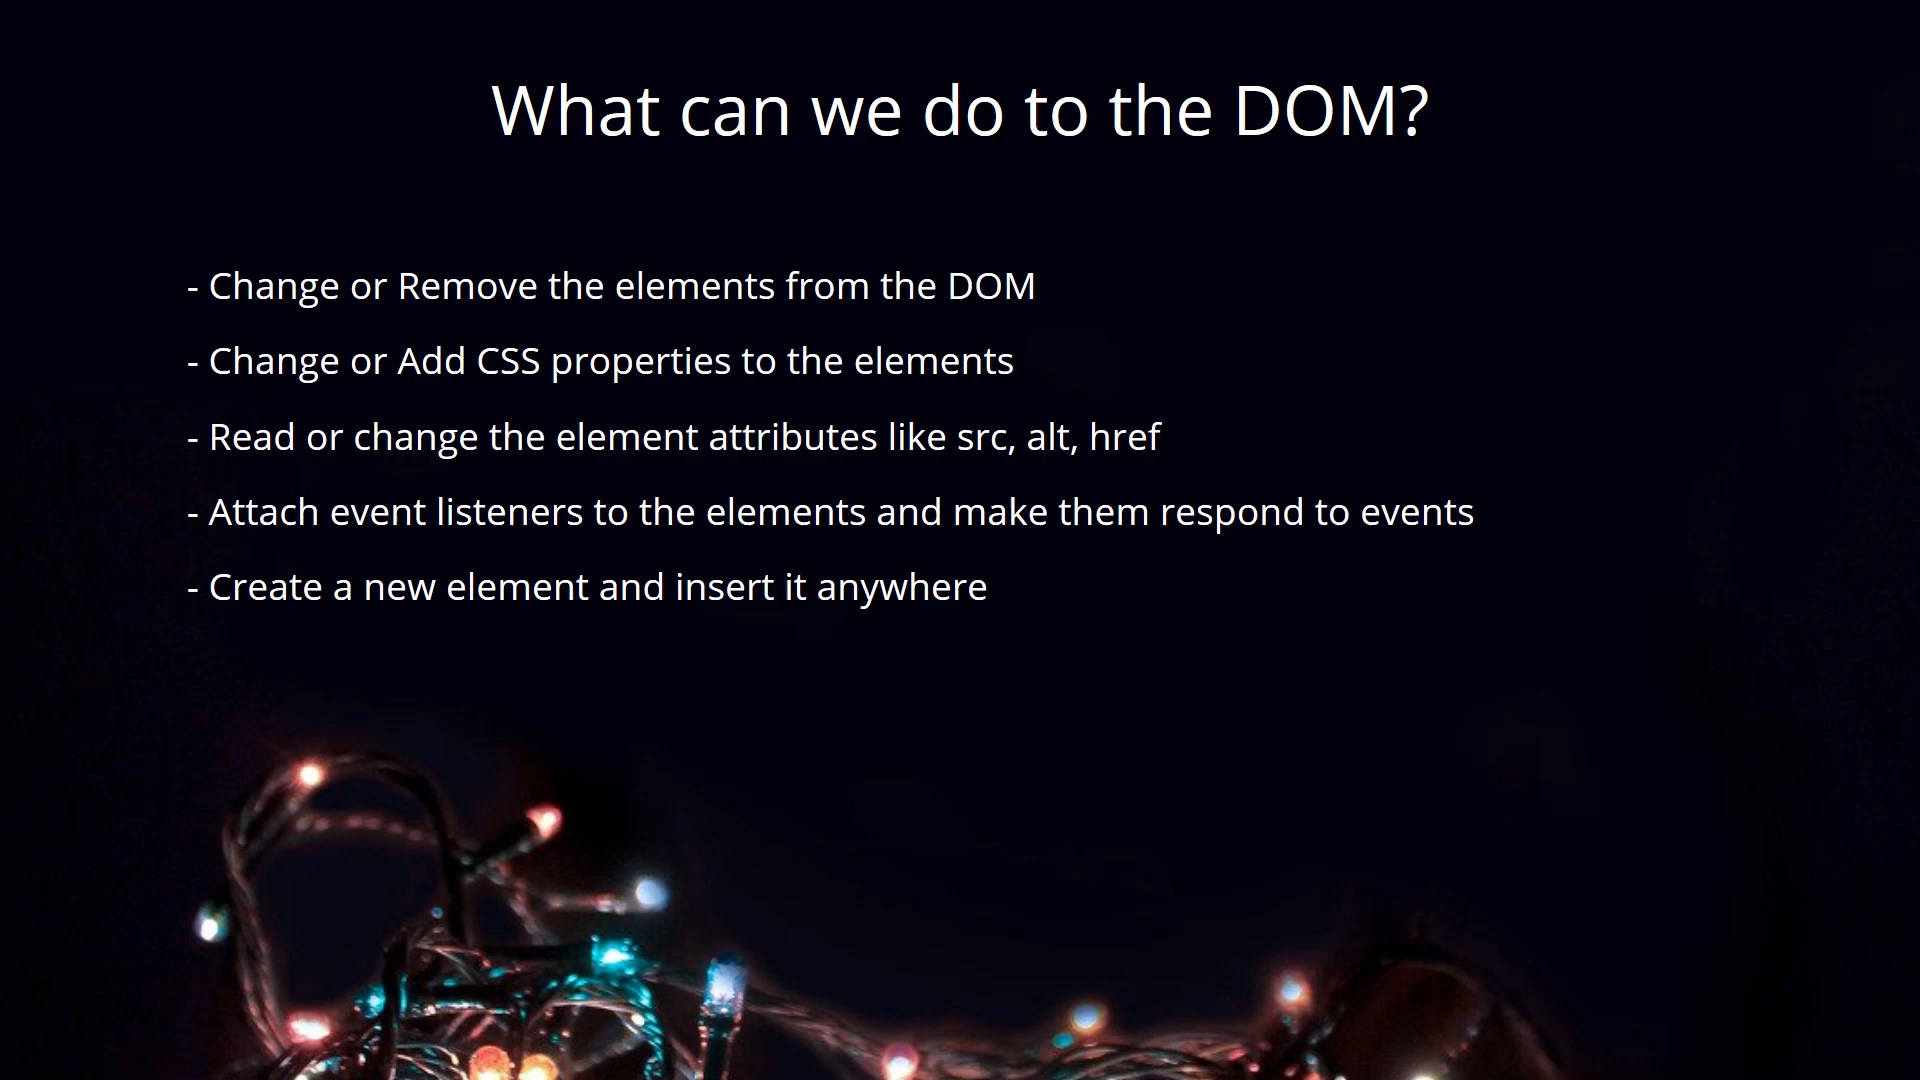 What can we do to the DOM?
- Change or Remove the elements from the DOM
- Change or Add CSS properties to the elements
- Read or change the element attributes like src, alt, href
- Attach event listeners to the elements and make them respond to events
- Create a new element and insert it anywhere